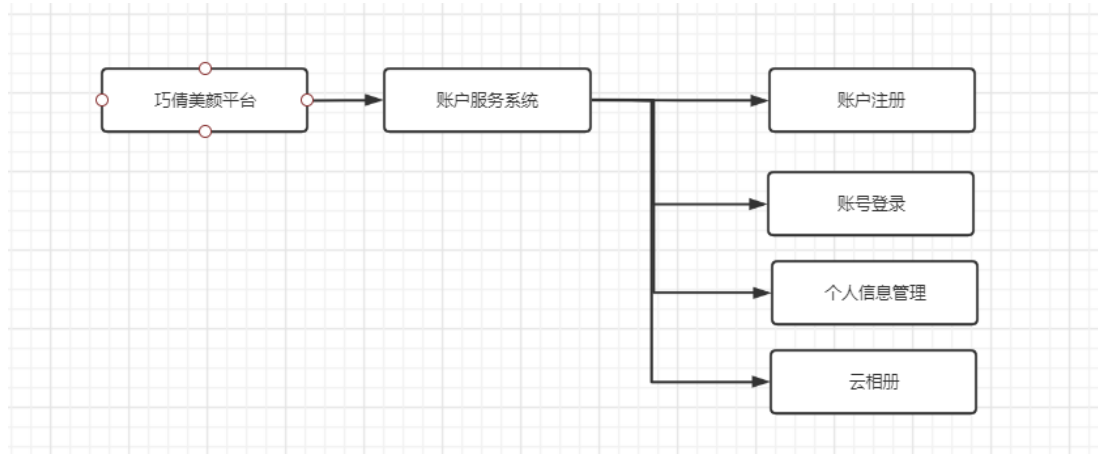 巧倩美颜平台
账户服务系统
账户注册
账号登录
个人信息管理
云相册